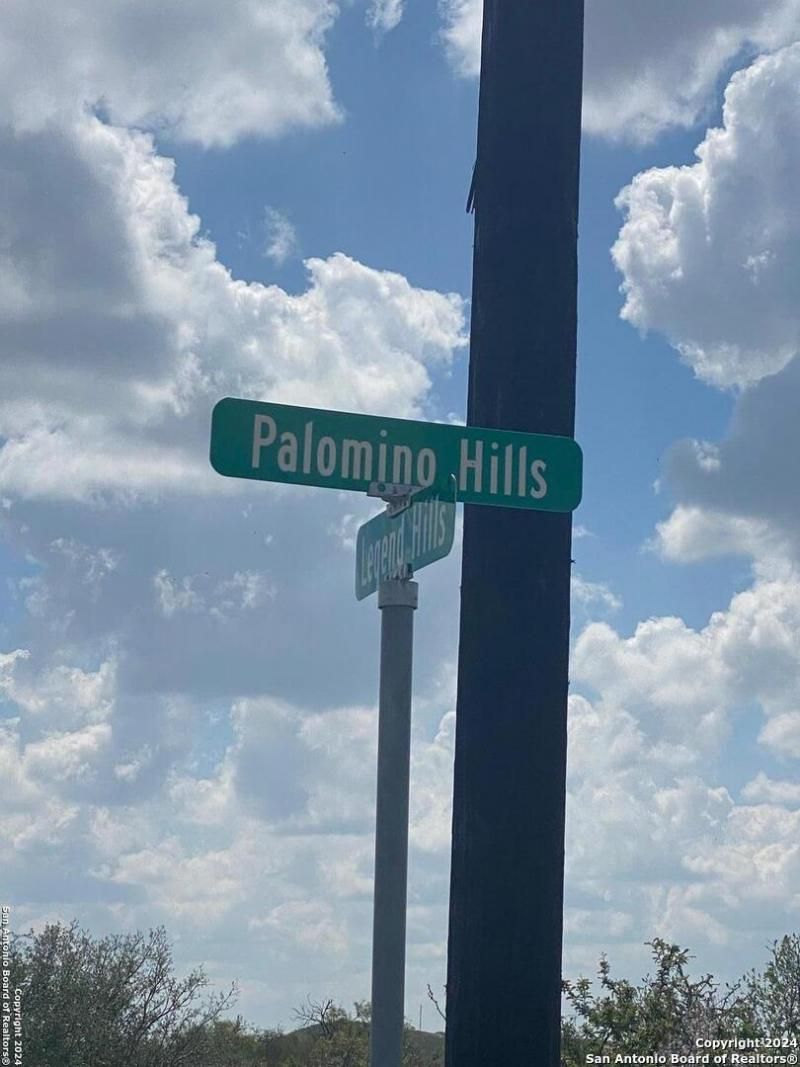 Palomino Hills
Legend Hills
San Antonio Board of Realtors®
Copyright 2024
Copyright 2024
San Antonio Board of Realtors®